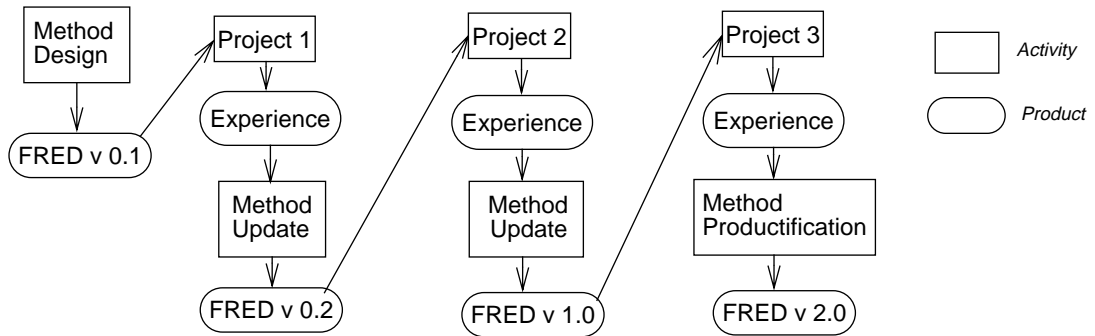 Method
Design
FRED v 0.1
Project 1
Experience
Method
Update
FRED v 0.2
Project 2
Experience
Method
Update
FRED v 1.0
Project 3
Experience
Method
Productification
FRED v 2.0
Activity
Product